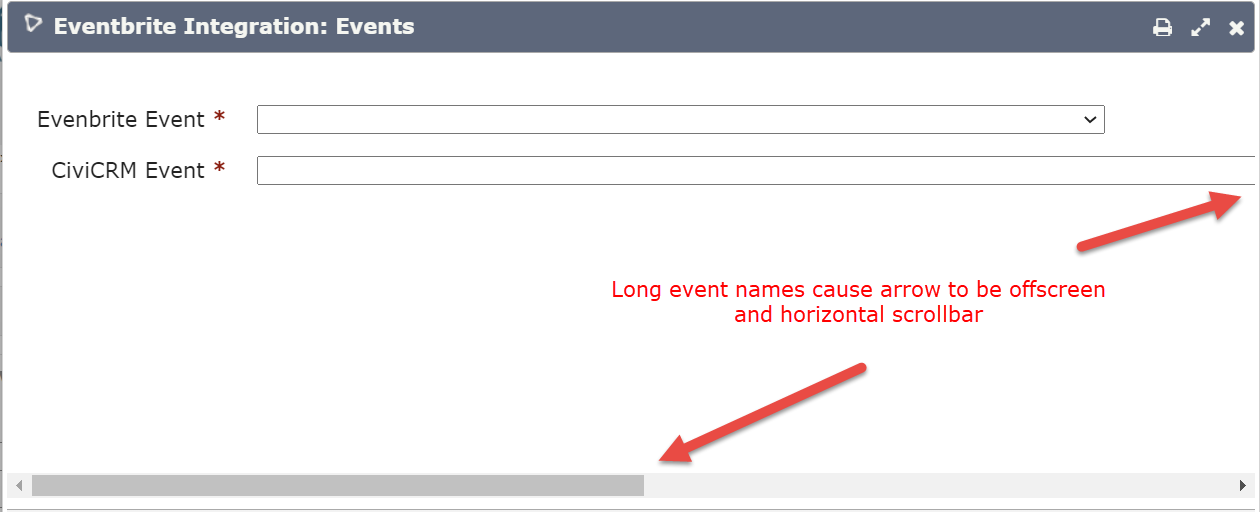 Eventbrite Integration: Events
Evenbrite Event *
CiviCRM Event *
Long event names cause arrow to be offscreen
and horizontal scrollbar